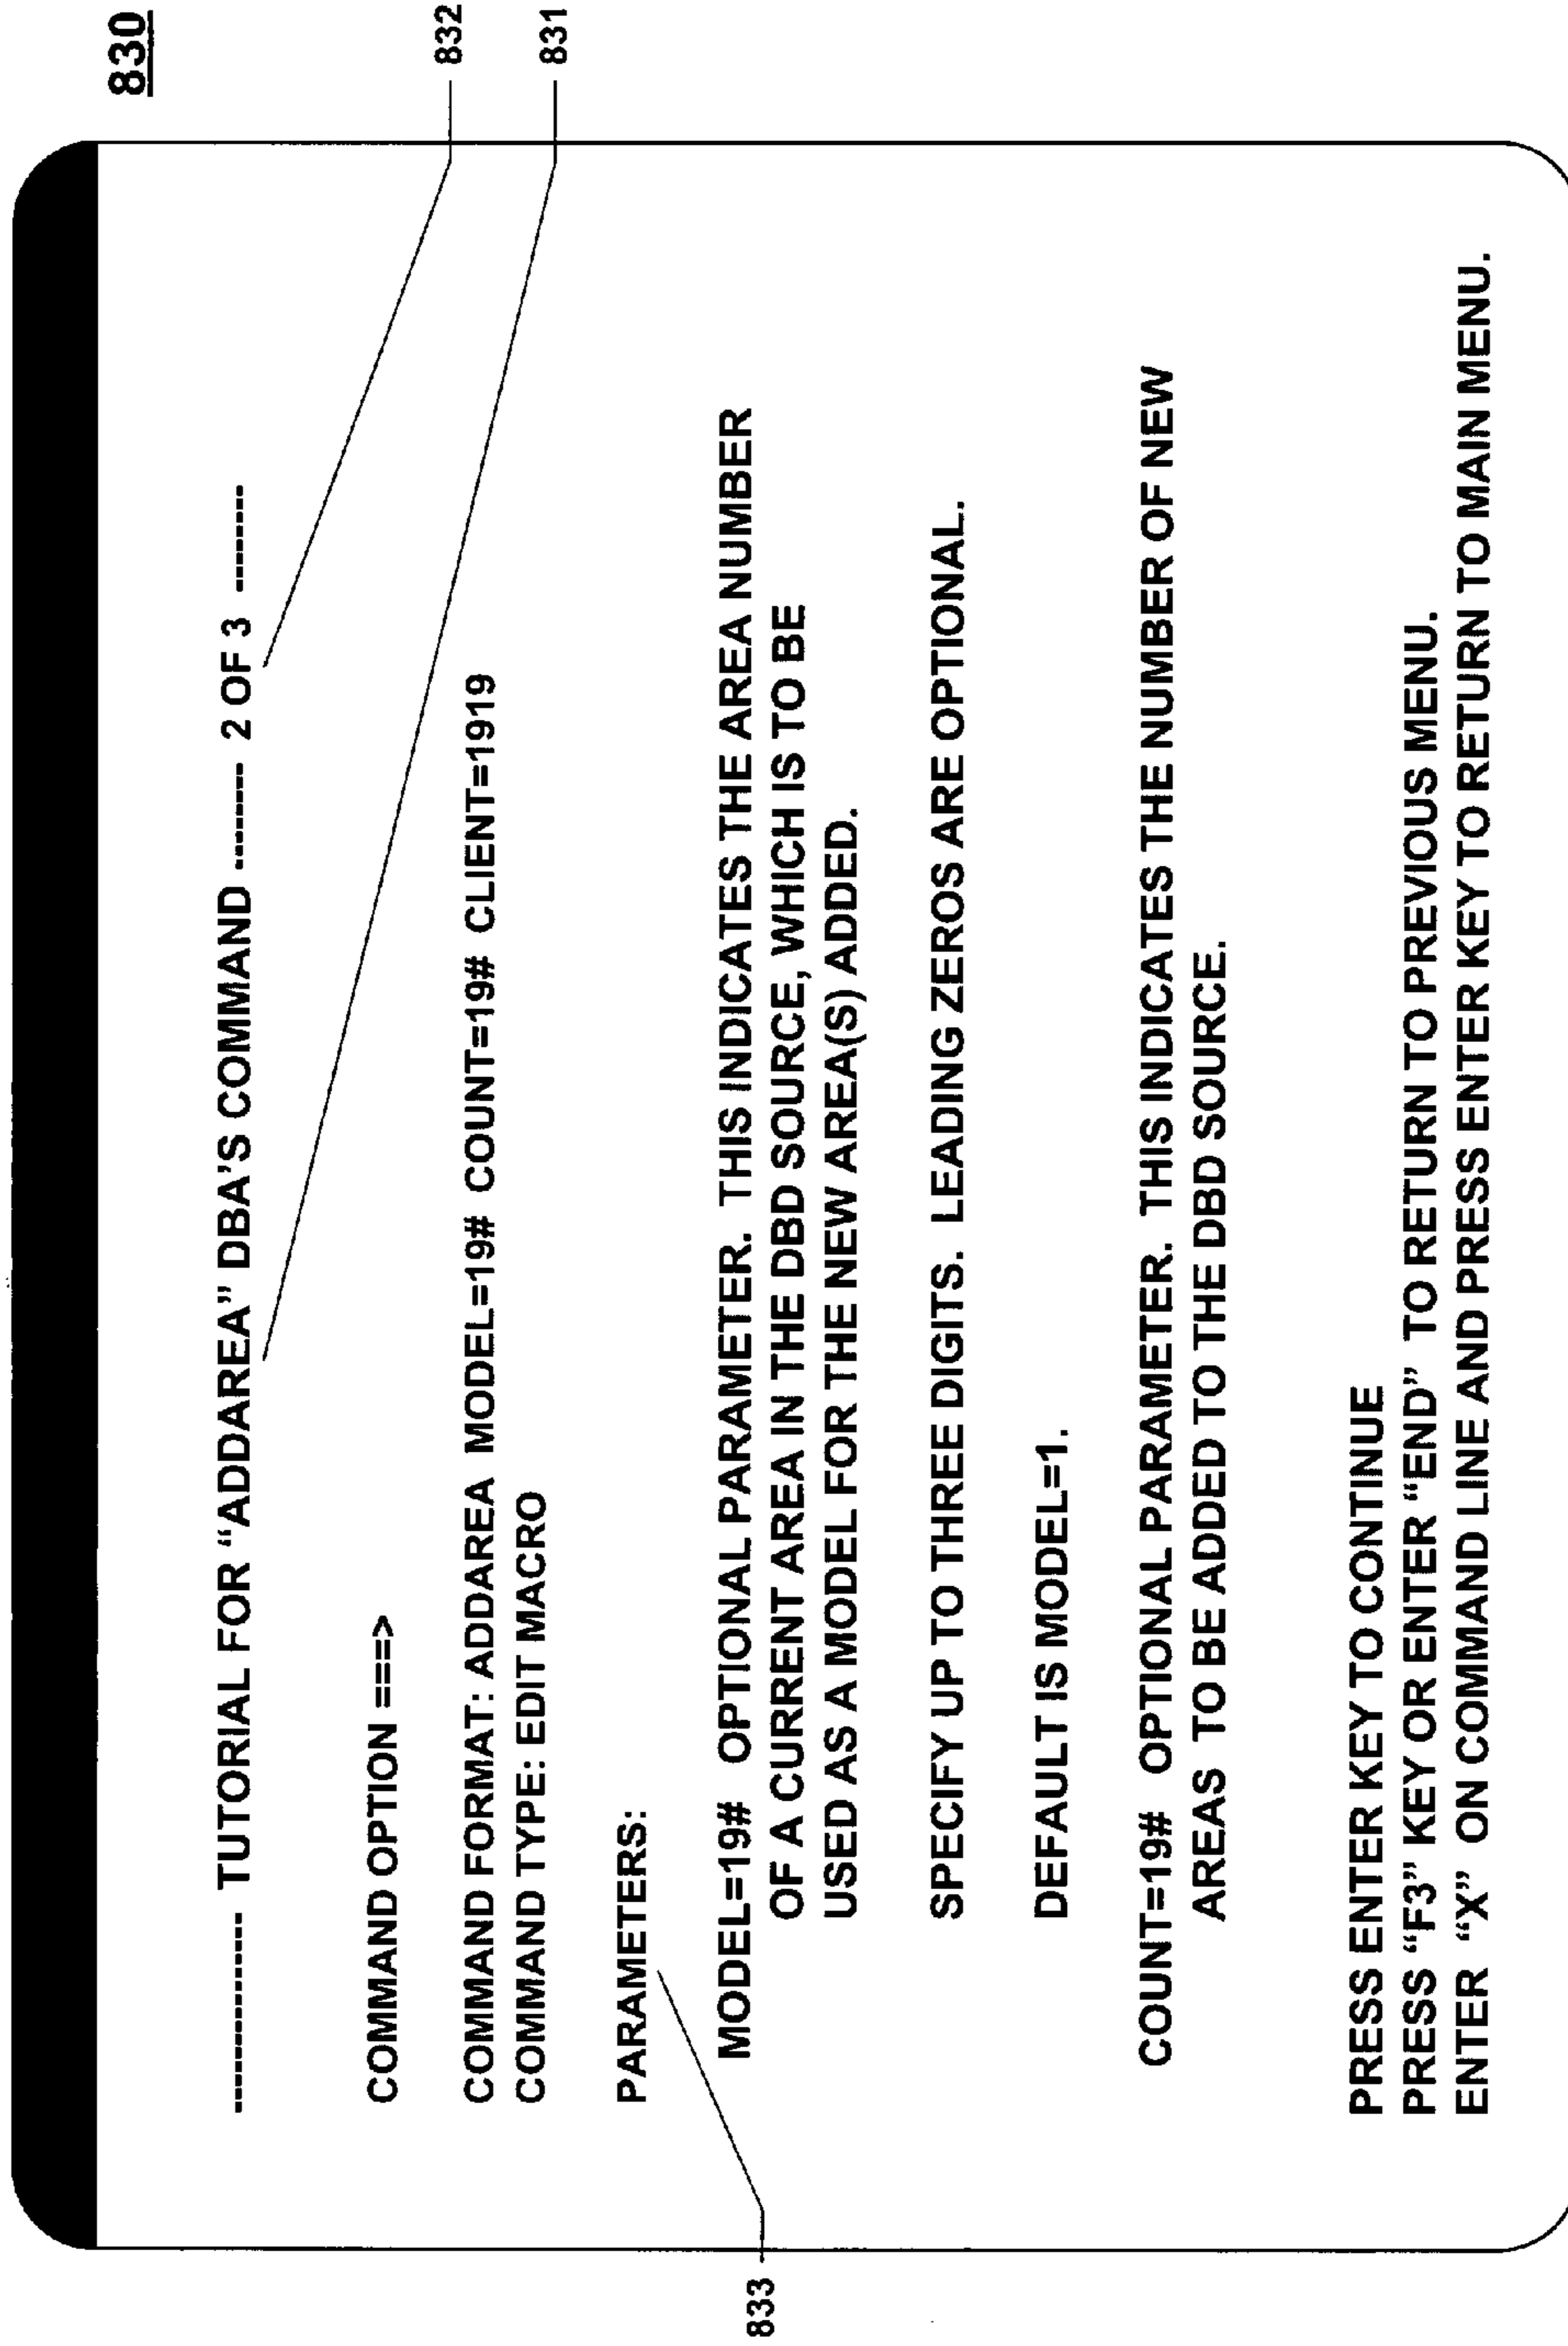 830
------------- TUTORIAL FOR “ADDAREA” DBA'S COMMAND ------- 2 OF 3 -------
832
831
COMMAND OPTION ===>
COMMAND FORMAT: ADDAREA MODEL=19# COUNT=19# CLIENT=1919
COMMAND TYPE: EDIT MACRO
PARAMETERS:
833
MODEL=19# OPTIONAL PARAMETER. THIS INDICATES THE AREA NUMBER
OF A CURRENT AREA IN THE DBD SOURCE, WHICH IS TO BE
USED AS A MODEL FOR THE NEW AREA(S) ADDED.
SPECIFY UP TO THREE DIGITS. LEADING ZEROS ARE OPTIONAL.
DEFAULT IS MODEL=1.
COUNT=19# OPTIONAL PARAMETER. THIS INDICATES THE NUMBER OF NEW
AREAS TO BE ADDED TO THE DBD SOURCE.
PRESS ENTER KEY TO CONTINUE
PRESS “F3” KEY OR ENTER “END” TO RETURN TO PREVIOUS MENU.
ENTER “X” ON COMMAND LINE AND PRESS ENTER KEY TO RETURN TO MAIN MENU.